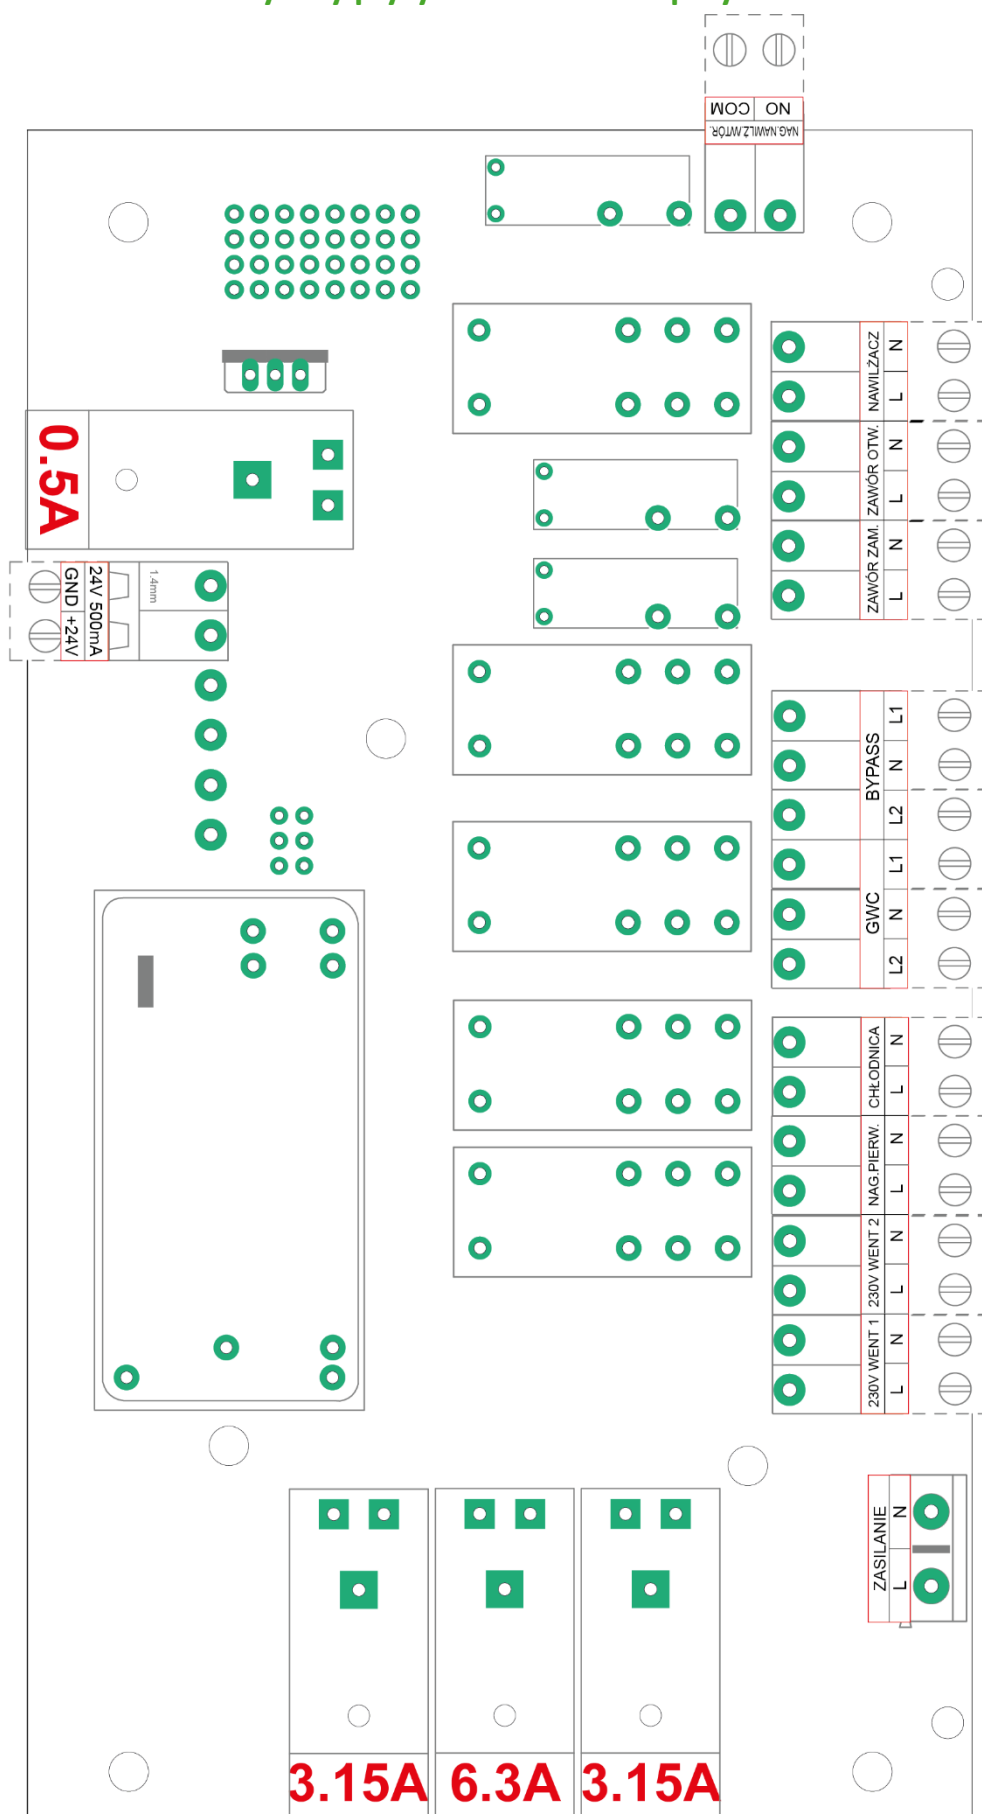 COM NO
NAG.NAWILŻ.WTÓR.
NAWILŻACZ
N
L
ZAWÓR OTW.
N
L
ZAWÓR ZAM.
N
L
0.5A
1.4mm
24V 500mA
GND +24V
BYPASS
L1
N
L2
GWC
L1
N
L2
CHŁODNICA
N
L
NAG.PIERW.
N
L
230V WENT 2
N
L
230V WENT 1
N
L
ZASILANIE
N
L
3.15A 6.3A 3.15A